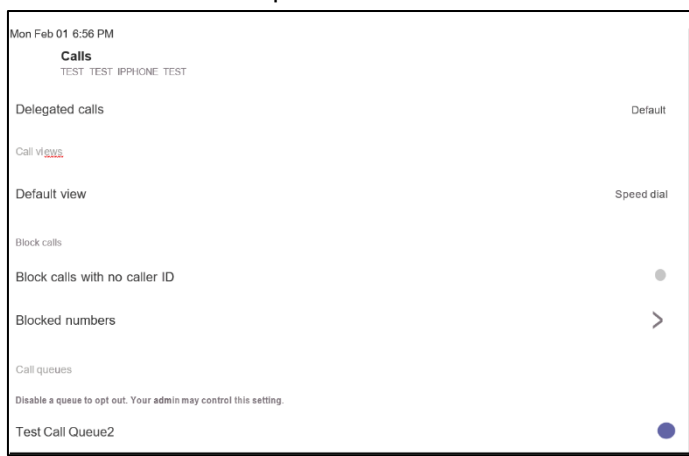 Mon Feb 01 6:56 PM
Calls
TEST TEST IPPHONE TEST
Delegated calls Default
Call views
Default view Speed dial
Block calls
Block calls with no caller ID
Blocked numbers
Call queues
Disable a queue to opt out. Your admin may control this setting.
Test Call Queue2